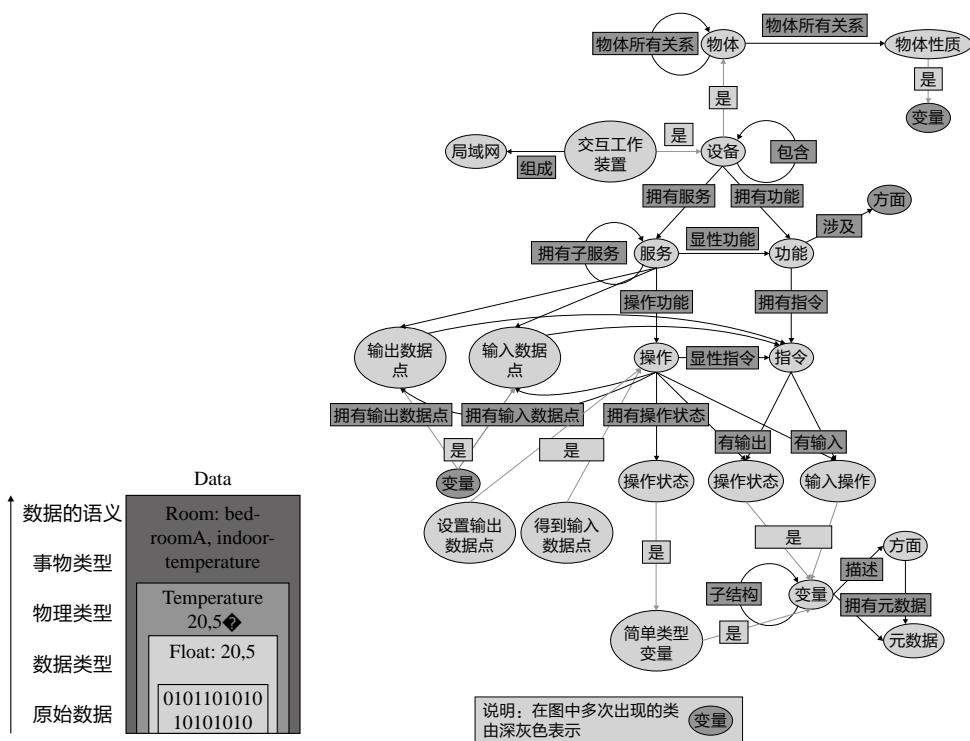 物体所有关系
物体所有关系
物体
物体性质
是
是
变量
局域网
组成
交互工作
装置
是
设备
包含
方面
拥有服务
拥有功能
涉及
拥有子服务
服务
显性功能
功能
操作功能
拥有指令
输出数据
点
输入数据
点
操作
显性指令
指令
拥有输出数据点
拥有输入数据点
拥有操作状态
有输出
有输入
是
是
变量
操作状态
操作状态
输入操作
设置输出
数据点
得到输入
数据点
是
是
方面
描述
子结构
变量
拥有元数据
简单类型
变量
是
元数据
说明：在图中多次出现的类
由深灰色表示
变量
Data
数据的语义
事物类型
物理类型
数据类型
原始数据
Room: bed-
roomA, indoor-
temperature
Temperature
20,5�
Float: 20,5
0101101010
10101010